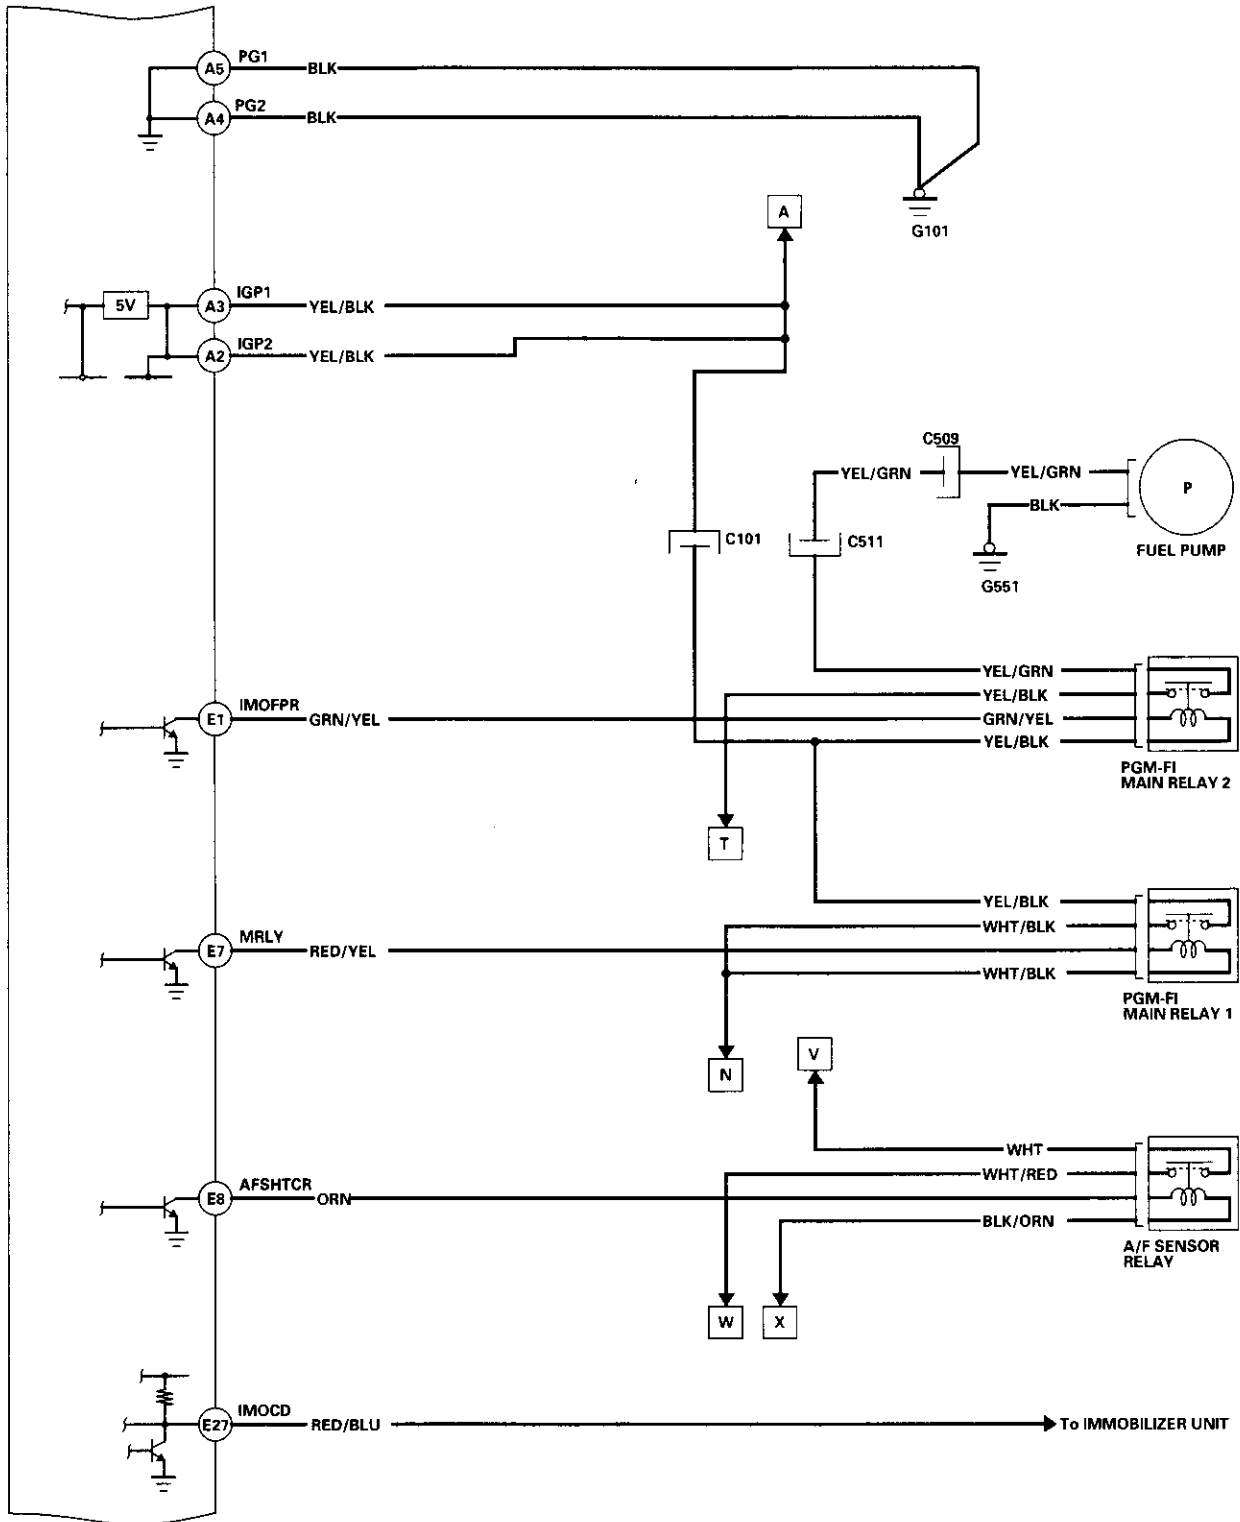 PG1
A5
BLK
PG2
A4
BLK
G101
A
IGP1
5V
A3
YEL/BLK
IGP2
A2
YEL/BLK
C509
YEL/GRN
YEL/GRN
P
BLK
FUEL PUMP
C101
C511
G551
YEL/GRN
YEL/BLK
IMOFPR
E1
GRN/YEL
GRN/YEL
YEL/BLK
PGM-FI
MAIN RELAY 2
T
YEL/BLK
WHT/BLK
MRLY
E7
RED/YEL
WHT/BLK
PGM-FI
MAIN RELAY 1
V
N
WHT
WHT/RED
AFSHTCR
E8
ORN
BLK/ORN
A/F SENSOR
RELAY
W
X
IMOCD
E27
RED/BLU
To IMMOBILIZER UNIT